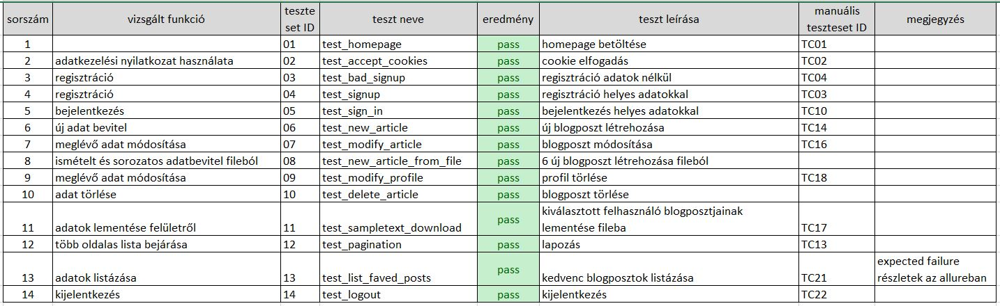 sorszám vizsgált funkció teszte set ID teszt neve eredmény teszt leírása manuális teszteset ID megjegyzés
1 01 test_homepage pass homepage betöltése TC01
2 adatkezelési nyilatkozat használata 02 test_accept_cookies pass cookie elfogadás TC02
3 regisztráció 03 test_bad_signup pass regisztráció adatok nélkül TC04
4 regisztráció 04 test_signup pass regisztráció helyes adatokkal TC03
5 bejelentkezés 05 test_sign_in pass bejelentkezés helyes adatokkal TC10
6 új adat bevitel 06 test_new_article pass új blogposzt létrehozása TC14
7 meglévő adat módosítása 07 test_modify_article pass blogposzt módosítása TC16
8 ismételt és sorozatos adatbevitel fileból 08 test_new_article_from_file pass 6 új blogposzt létrehozása fileból
9 meglévő adat módosítása 09 test_modify_profile pass profil törlése TC18
10 adat törlése 10 test_delete_article pass blogposzt törlése
11 adatok lementése felületről 11 test_sampletext_download pass kiválasztott felhasználó blogposztjainak lementése fileba TC17
12 több oldalas lista bejárása 12 test_pagination pass lapozás TC13
13 adatok listázása 13 test_list_faved_posts pass kedvenc blogposztok listázása TC21 expected failure részletek az allureban
14 kijelentkezés 14 test_logout pass kijelentkezés TC22